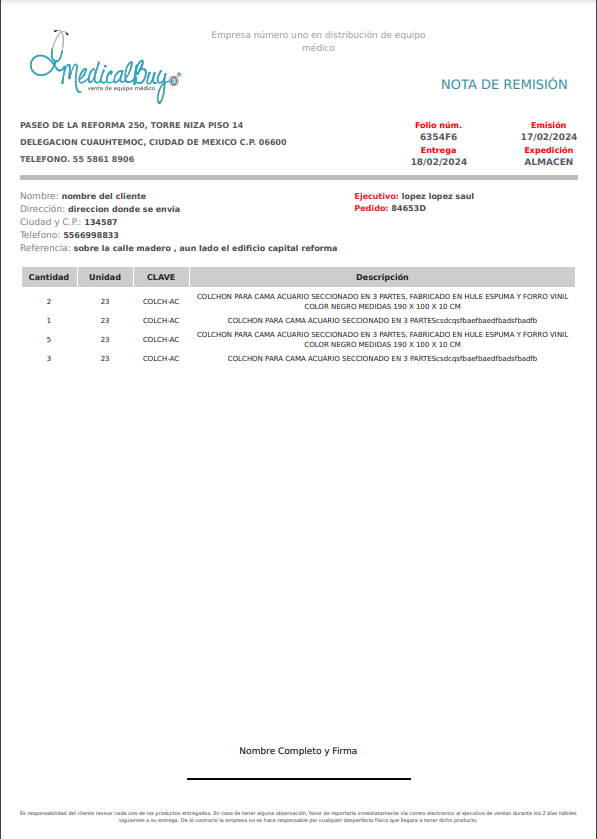 Empresa número uno en distribución de equipo
médico
MedicalBuy
venta de equipo médico
NOTA DE REMISIÓN
PASEO DE LA REFORMA 250, TORRE NIZA PISO 14
DELEGACION CUAUHTEMOC, CIUDAD DE MEXICO C.P. 06600
TELEFONO. 55 5861 8906
Folio núm. Emisión
6354F6 17/02/2024
Entrega Expedición
18/02/2024 ALMACEN
Nombre: nombre del cliente
Dirección: direccion donde se envia
Ciudad y C.P.: 134587
Telefono: 5566998833
Referencia: sobre la calle madero , aun lado el edificio capital reforma
Ejecutivo: lopez lopez saul
Pedido: 84653D
Cantidad Unidad CLAVE Descripción
2 23 COLCH-AC COLCHON PARA CAMA ACUARIO SECCIONADO EN 3 PARTES, FABRICADO EN HULE ESPUMA Y FORRO VINIL
COLOR NEGRO MEDIDAS 190 X 100 X 10 CM
1 23 COLCH-AC COLCHON PARA CAMA ACUARIO SECCIONADO EN 3 PARTEScsdcqsfbaefbaedfbadsfbadfb
5 23 COLCH-AC COLCHON PARA CAMA ACUARIO SECCIONADO EN 3 PARTES, FABRICADO EN HULE ESPUMA Y FORRO VINIL
COLOR NEGRO MEDIDAS 190 X 100 X 10 CM
3 23 COLCH-AC COLCHON PARA CAMA ACUARIO SECCIONADO EN 3 PARTEScsdcqsfbaefbaedfbadsfbadfb
Nombre Completo y Firma
Es responsabilidad del cliente revisar cada uno de los productos entregados. En caso de tener alguna observación, favor de reportarla inmediatamente vía correo electronico al ejecutivo de ventas durante los 2 días hábiles
siguientes a su entrega. De lo contrario la empresa no se hace responsable por cualquier desperfecto físico que llegara a tener dicho producto.